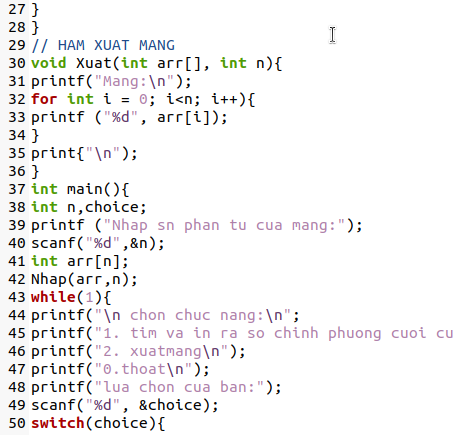 27 }
28 }
29 // HAM XUAT MANG
30 void Xuat(int arr[], int n){
31 printf("Mang:\n");
32 for int i = 0; i<n; i++){
33 printf ("%d", arr[i]);
34 }
35 print{"\n");
36 }
37 int main(){
38 int n,choice;
39 printf ("Nhap sn phan tu cua mang:");
40 scanf("%d",&n);
41 int arr[n];
42 Nhap(arr,n);
43 while(1){
44 printf("\n chon chuc nang:\n";
45 printf("1. tim va in ra so chinh phuong cuoi cu
46 printf("2. xuatmang\n");
47 printf("0.thoat\n");
48 printf("lua chon cua ban:");
49 scanf("%d", &choice);
50 switch(choice){